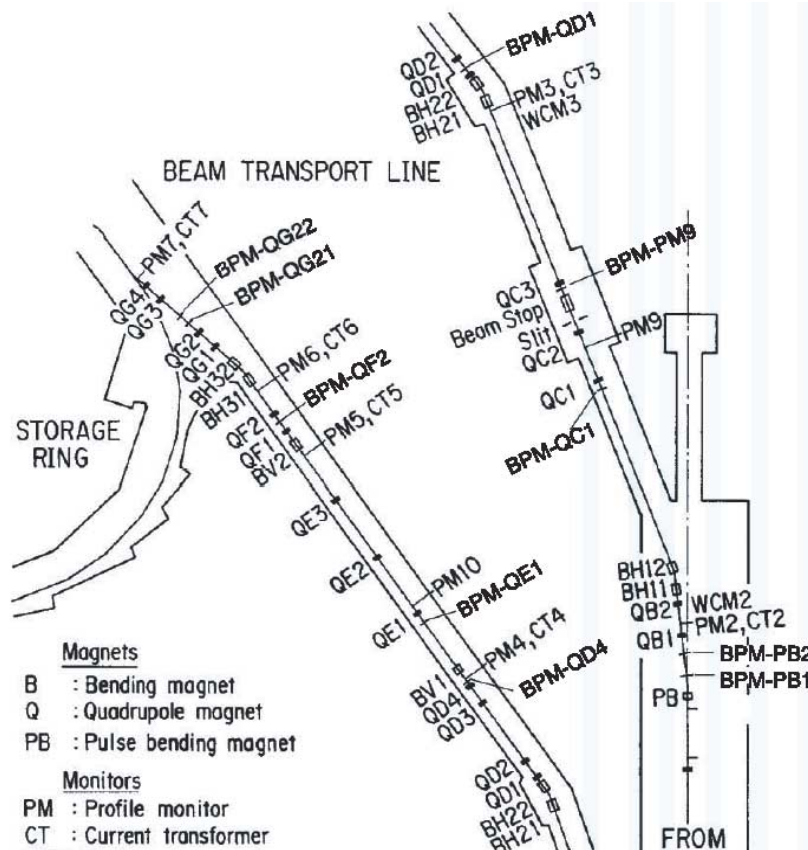 BEAM TRANSPORT LINE
QD2
QD1
BH22
BH21
BPM-QD1
PM3,CT3
WCM3
PM7,CT7
BPM-QG22
BPM-QG21
QG4
QG3
QG2
QG1
BH32
BH31
PM6,CT6
BPM-QF2
QF2
QF1
BV2
PM5,CT5
STORAGE
RING
BPM-PM9
QC3
Beam Stop
Slit
QC2
PM9
QC1
BPM-QC1
QE3
QE2
QE1
PM10
BPM-QE1
PM4,CT4
BPM-QD4
BV1
QD4
QD3
BH12
BH11
QB2
WCM2
PM2,CT2
QB1
BPM-PB2
BPM-PB1
PB
QD2
QD1
BH22
BH21
FROM
Magnets
B : Bending magnet
Q : Quadrupole magnet
PB : Pulse bending magnet
Monitors
PM : Profile monitor
CT : Current transformer